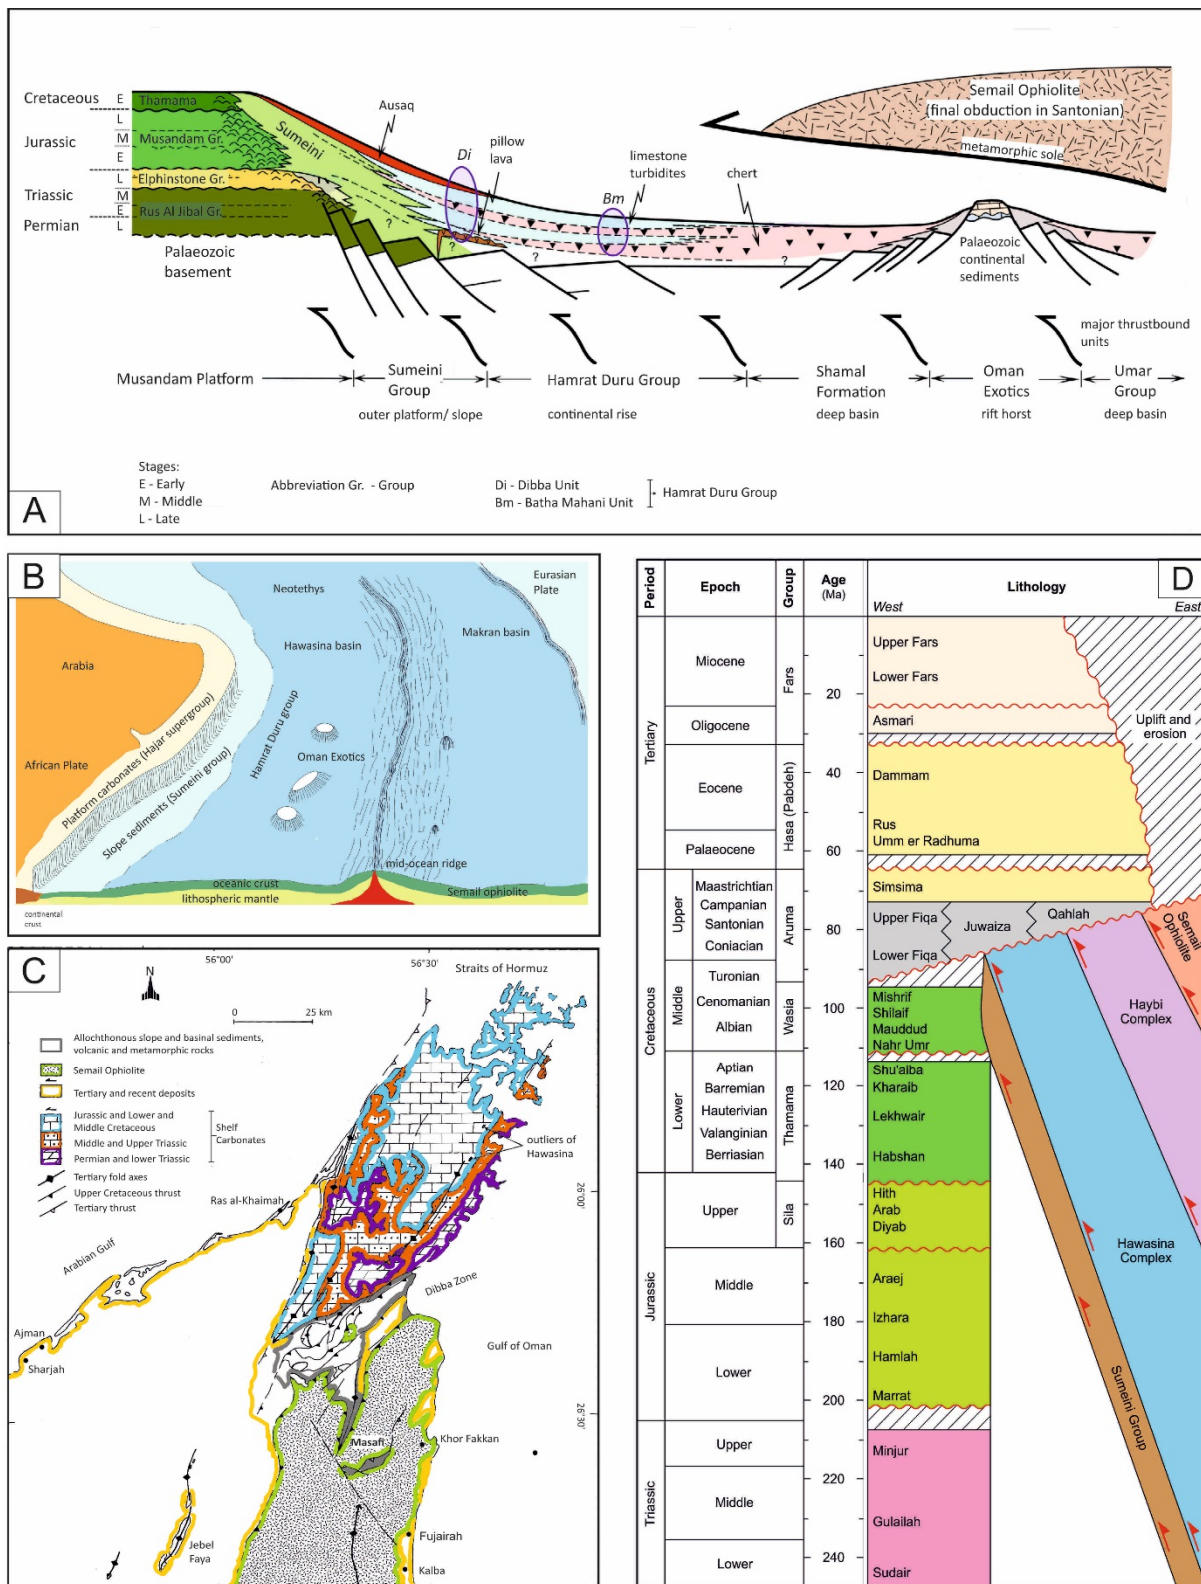 A
Cretaceous
E
Thamama
L
Jurassic
M
Musandam Gr.
E
Triassic
L
Elphinstone Gr.
M
E
Rus Al Jibal Gr.
Permian
L
Palaeozoic
basement
Sumeini
Ausaq
Di
pillow
lava
Bm
limestone
turbidites
chert
?
?
?
?
Semail Ophiolite
(final obduction in Santonian)
metamorphic sole
Palaeozoic
continental
sediments
major thrustbound
units
Musandam Platform
Sumeini
Group
outer platform/ slope
Hamrat Duru Group
continental rise
Shamal
Formation
deep basin
Oman
Exotics
rift horst
Umar
Group
deep basin
Stages:
E - Early
M - Middle
L - Late
Abbreviation Gr. - Group
Di - Dibba Unit
Bm - Batha Mahani Unit
Hamrat Duru Group
B
Arabia
African Plate
Platform carbonates (Hajar supergroup)
Slope sediments (Sumeini group)
Hamrat Duru group
Neotethys
Hawasina basin
Oman Exotics
Makran basin
Eurasian
Plate
mid-ocean ridge
oceanic crust
lithospheric mantle
Semail ophiolite
continental
crust
C
N
56°00'
56°30'
0
25 km
Straits of Hormuz
Allochthonous slope and basinal sediments,
volcanic and metamorphic rocks
Semail Ophiolite
Tertiary and recent deposits
Jurassic and Lower and
Middle Cretaceous
Middle and Upper Triassic
Permian and lower Triassic
Shelf
Carbonates
Tertiary fold axes
Upper Cretaceous thrust
Tertiary thrust
outliers of
Hawasina
26°00'
Ras al-Khaimah
Arabian Gulf
Dibba Zone
Ajman
Sharjah
Gulf of Oman
26°30'
Masafi
Khor Fakkan
Jebel
Faya
Fujairah
Kalba
D
Period
Epoch
Group
Age
(Ma)
Lithology
West
East
Tertiary
Miocene
Oligocene
Eocene
Palaeocene
Cretaceous
Upper
Maastrichtian
Campanian
Santonian
Coniacian
Middle
Turonian
Cenomanian
Albian
Lower
Aptian
Barremian
Hauterivian
Valanginian
Berriasian
Jurassic
Upper
Middle
Lower
Triassic
Upper
Middle
Lower
Fars
Hasa (Pabdeh)
Aruma
Wasia
Thamama
Sila
20
40
60
80
100
120
140
160
180
200
220
240
Upper Fars
Lower Fars
Asmari
Uplift and
erosion
Dammam
Rus
Umm er Radhuma
Simsima
Upper Fiqa
Juwaiza
Qahlah
Lower Fiqa
Mishrif
Shilaif
Mauddud
Nahr Umr
Shu'aiba
Kharaib
Lekhwair
Habshan
Hith
Arab
Diyab
Araej
Izhara
Hamlah
Marrat
Minjur
Gulailah
Sudair
Semail
Ophiolite
Haybi
Complex
Hawasina
Complex
Sumeini Group